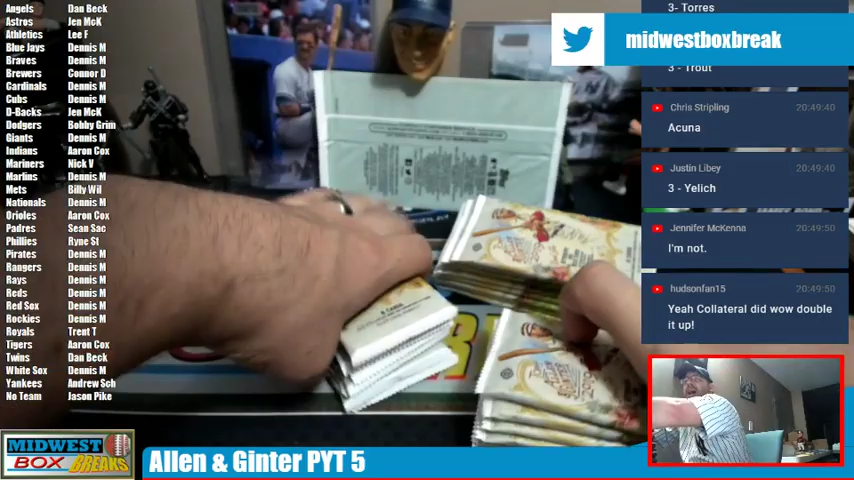 Angels Dan Beck
Astros Jen McK
Athletics Lee F
Blue Jays Dennis M
Braves Dennis M
Brewers Connor D
Cardinals Dennis M
Cubs Dennis M
D-Backs Jen McK
Dodgers Bobby Grim
Giants Dennis M
Indians Aaron Cox
Mariners Nick V
Marlins Dennis M
Mets Billy Wil
Nationals Dennis M
Orioles Aaron Cox
Padres Sean Sac
Phillies Ryne St
Pirates Dennis M
Rangers Dennis M
Rays Dennis M
Reds Dennis M
Red Sox Dennis M
Rockies Dennis M
Royals Trent T
Tigers Aaron Cox
Twins Dan Beck
White Sox Dennis M
Yankees Andrew Sch
No Team Jason Pike
3- Torres
midwestboxbreak
3 - Trout
Chris Stripling 20:49:40
Acuna
Justin Libey 20:49:40
3 - Yelich
Jennifer McKenna 20:49:50
I'm not.
hudsonfan15 20:49:50
Yeah Collateral did wow double
it up!
MIDWEST
BOX BREAKS
Allen & Ginter PYT 5